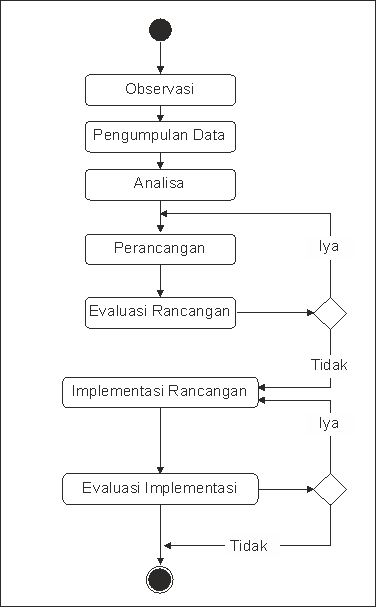 Observasi
Pengumpulan Data
Analisa
Perancangan
Iya
Evaluasi Rancangan
Tidak
Implementasi Rancangan
Iya
Evaluasi Implementasi
Tidak